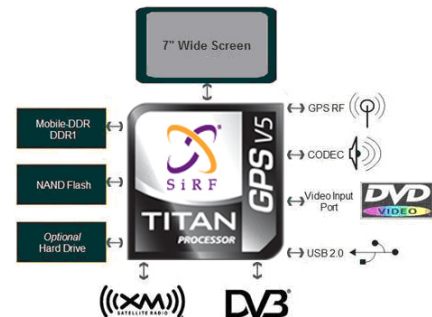 7" Wide Screen
Mobile-DDR
DDR1
NAND Flash
Optional
Hard Drive
SiRF
TITAN
PROCESSOR
GPS V5
GPS RF
CODEC
Video Input
Port
DVD
VIDEO
USB 2.0
((XM))
SATELLITE RADIO
DVB